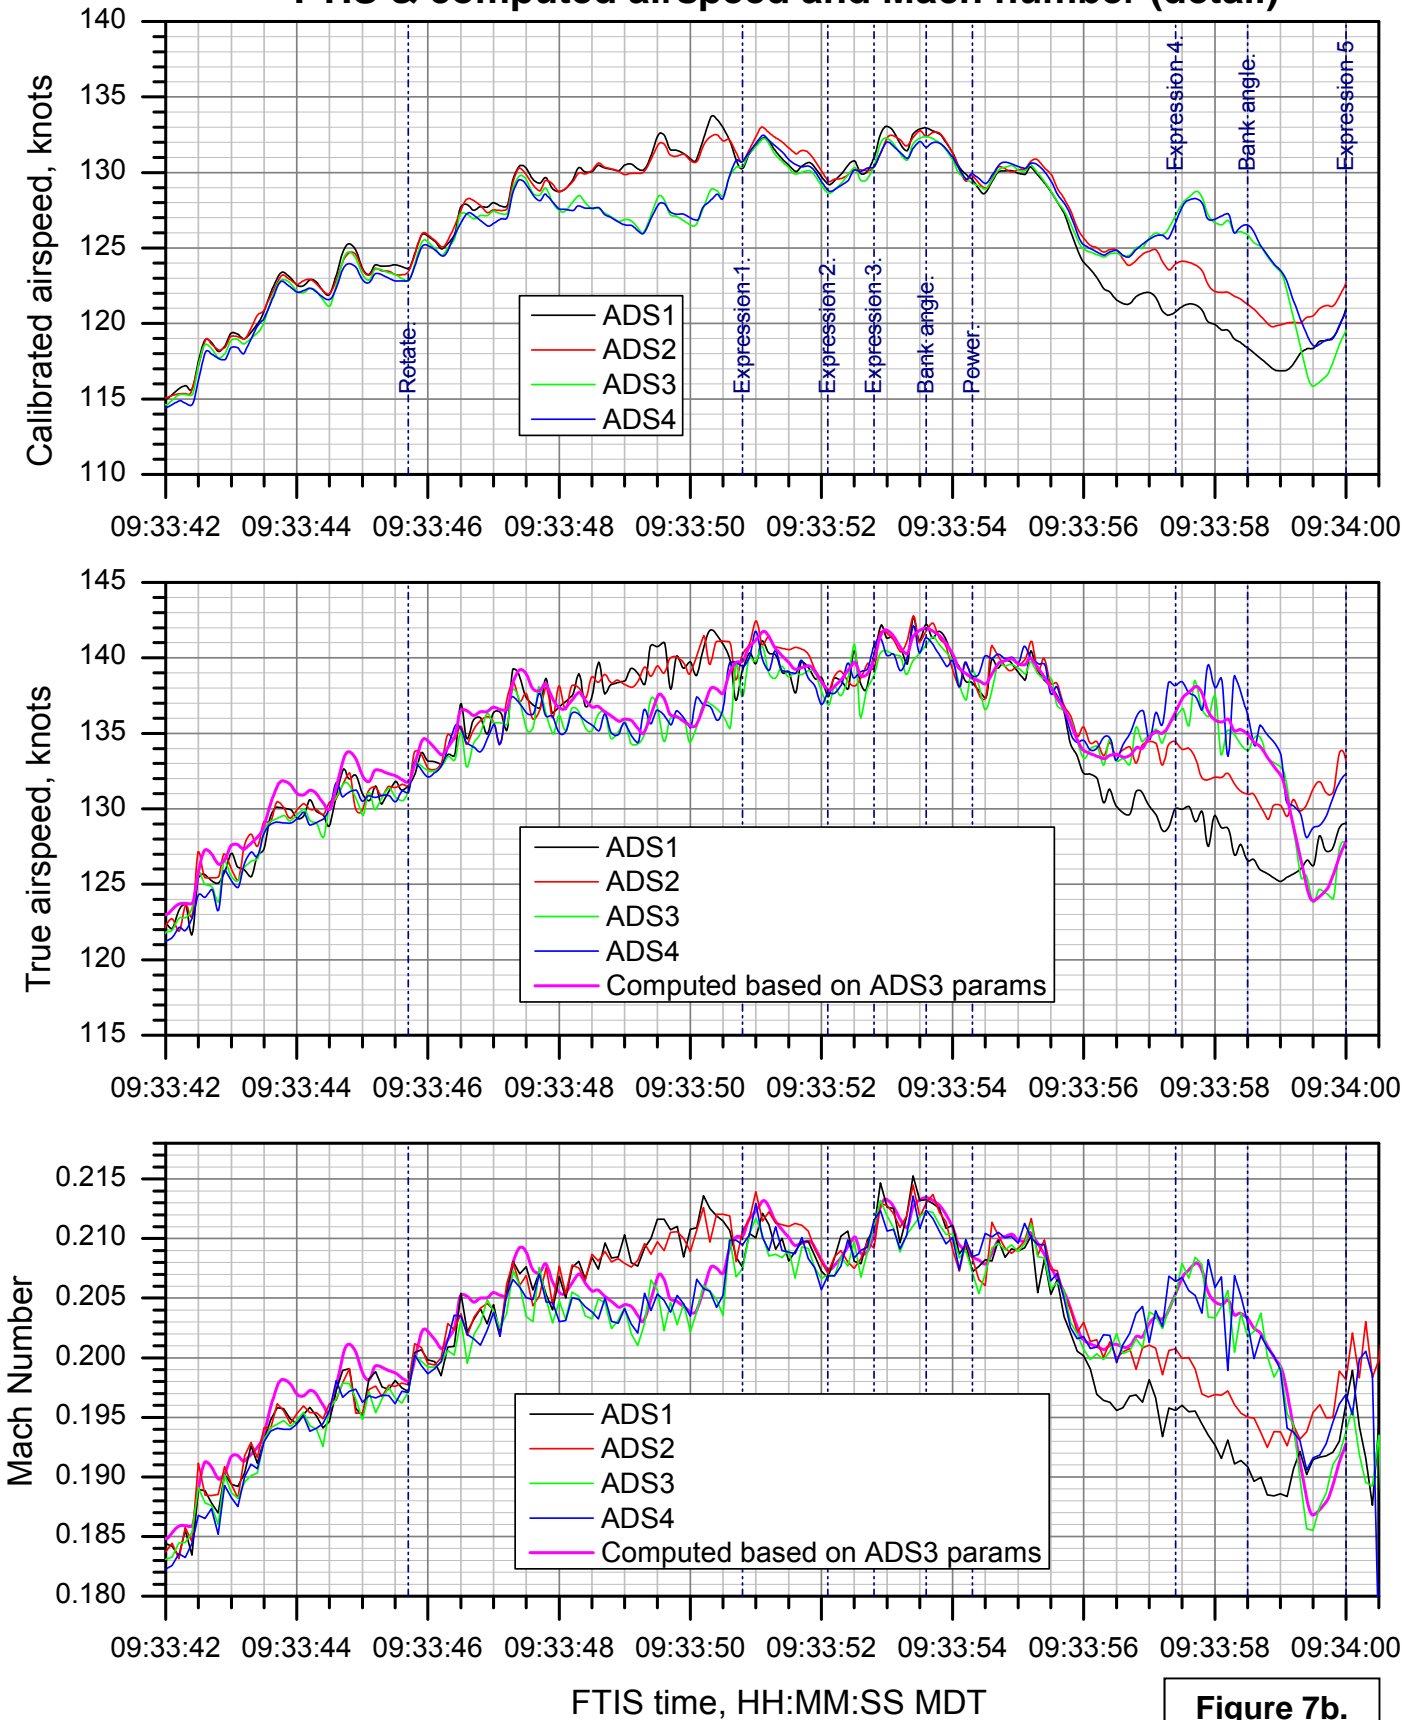 FTIS & computed airspeed and Mach number (detail)
140
135
130
125
120
115
110
Calibrated airspeed, knots
Rotate.
Expression 1.
Expression 2.
Expression 3.
Bank angle.
Power.
Expression 4.
Bank angle.
Expression 5
ADS1
ADS2
ADS3
ADS4
09:33:42 09:33:44 09:33:46 09:33:48 09:33:50 09:33:52 09:33:54 09:33:56 09:33:58 09:34:00
145
140
135
130
125
120
115
True airspeed, knots
ADS1
ADS2
ADS3
ADS4
Computed based on ADS3 params
09:33:42 09:33:44 09:33:46 09:33:48 09:33:50 09:33:52 09:33:54 09:33:56 09:33:58 09:34:00
0.215
0.210
0.205
0.200
0.195
0.190
0.185
0.180
Mach Number
ADS1
ADS2
ADS3
ADS4
Computed based on ADS3 params
09:33:42 09:33:44 09:33:46 09:33:48 09:33:50 09:33:52 09:33:54 09:33:56 09:33:58 09:34:00
FTIS time, HH:MM:SS MDT
Figure 7b.